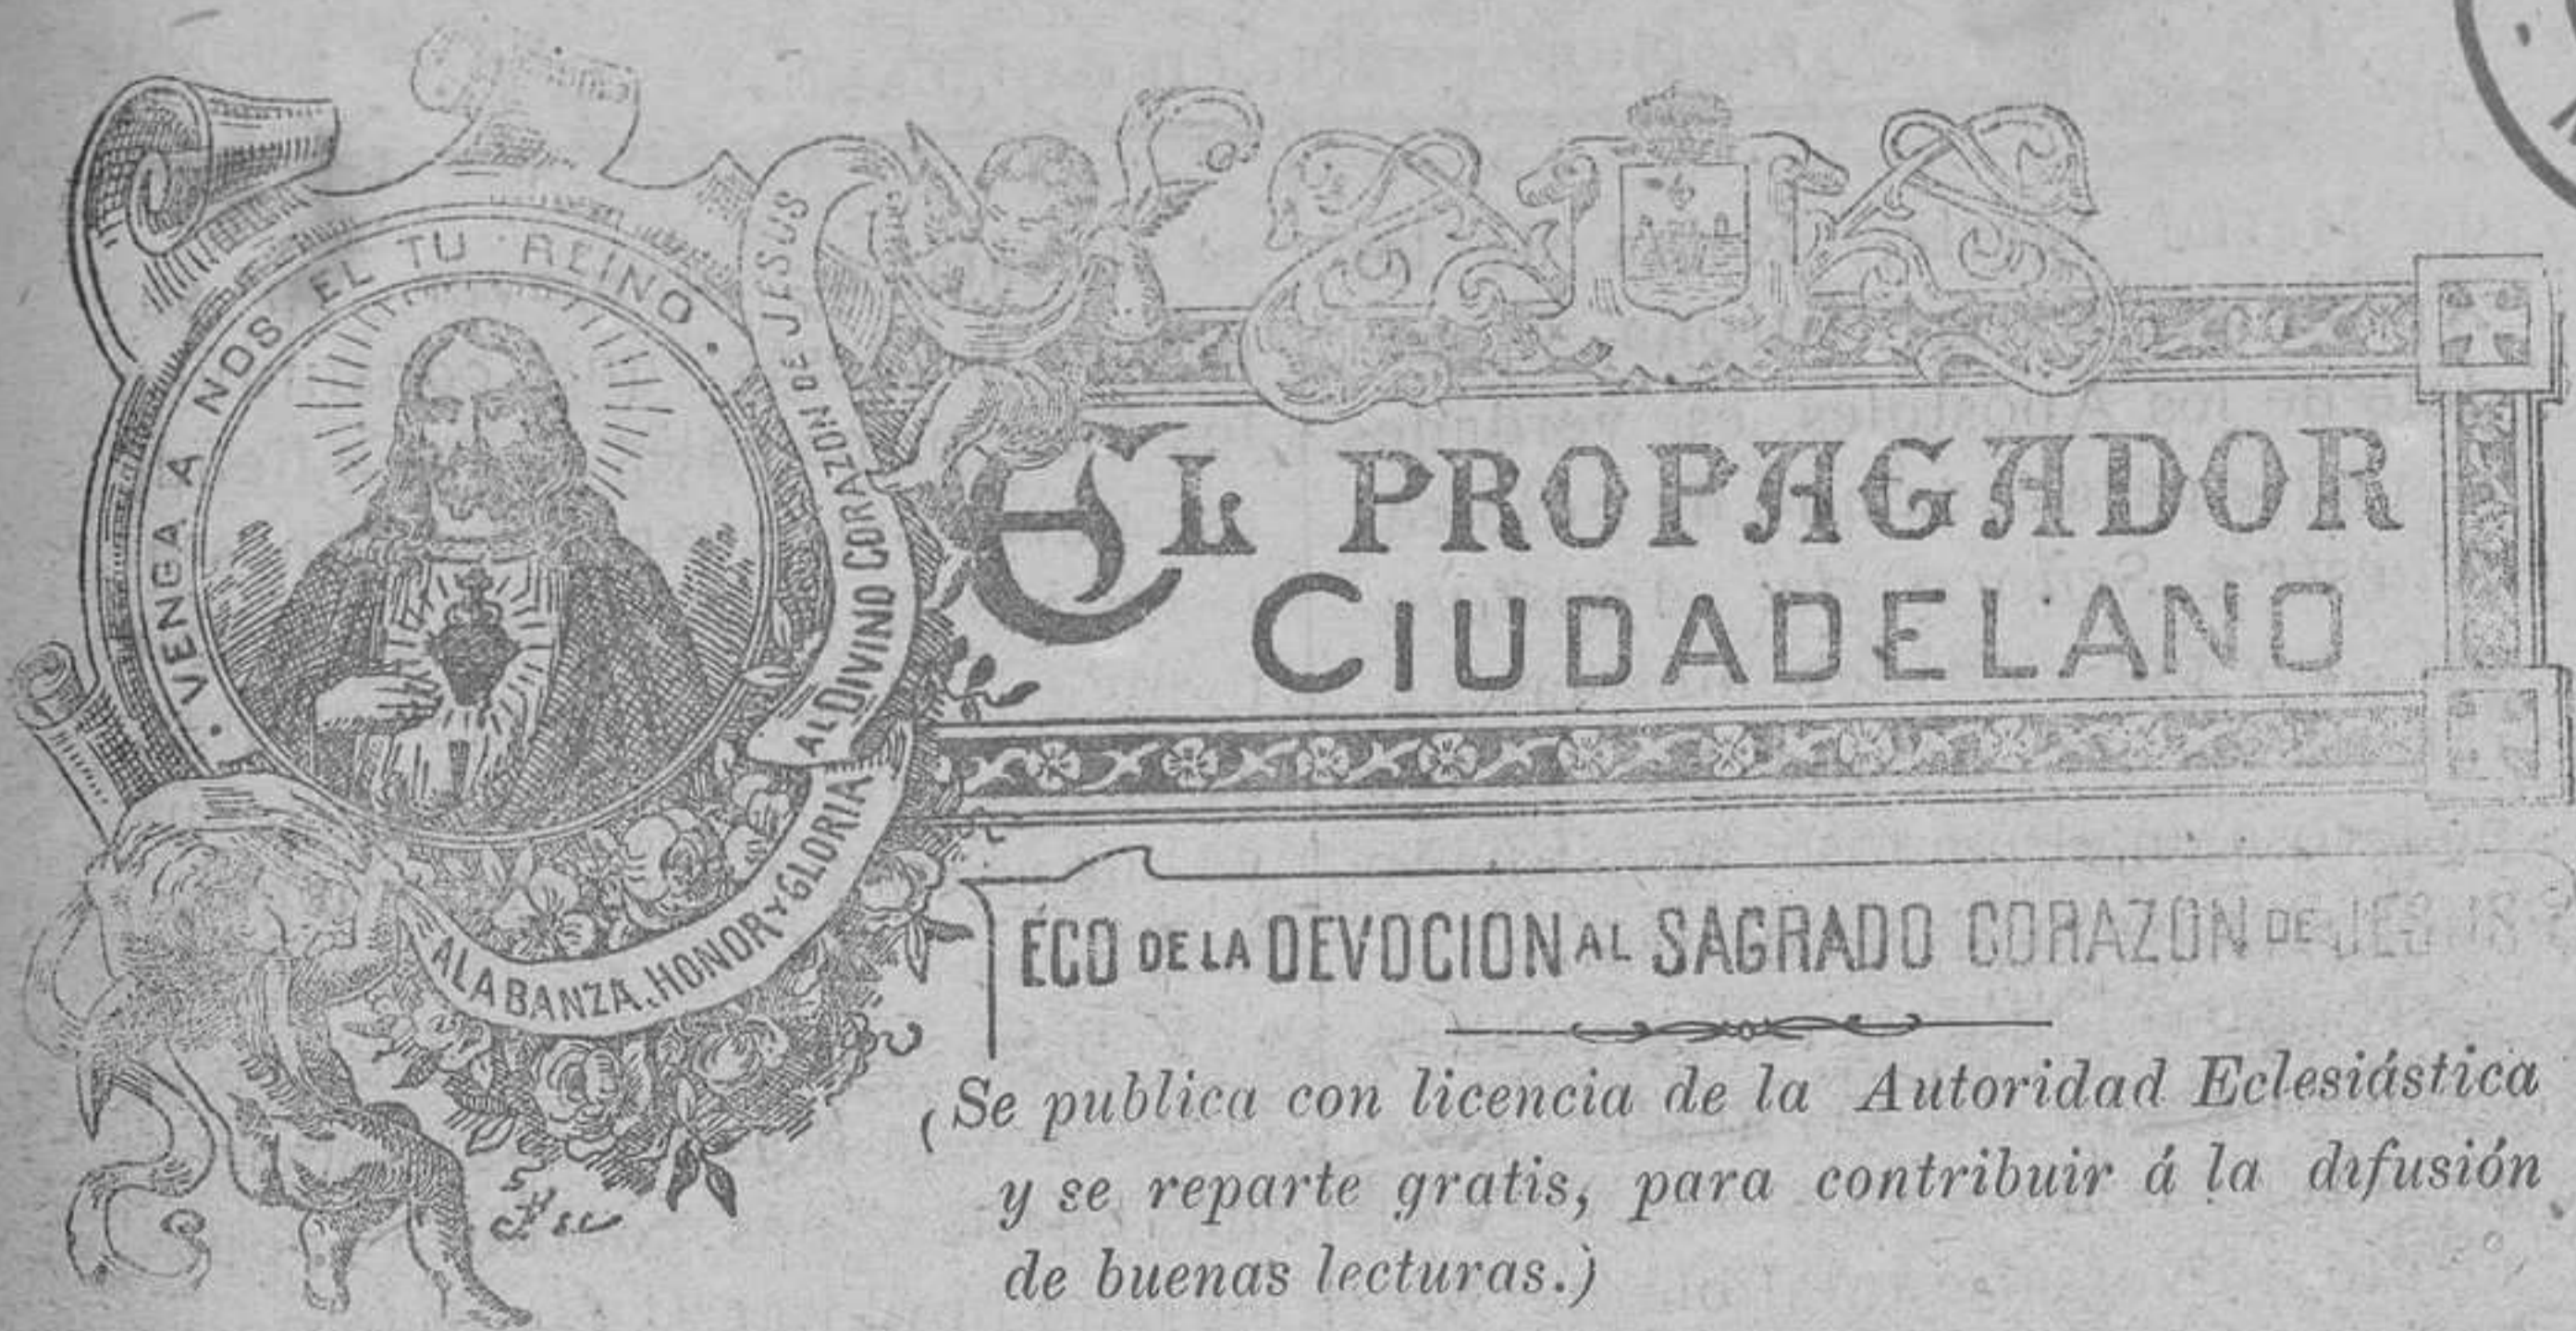 · VENGA A NOS EL TU REINO ·
ALABANZA, HONOR Y GLORIA
AL DIVINO CORAZON DE JESUS
EL PROPAGADOR
CIUDADELANO
ÉCO DE LA DEVOCION AL SAGRADO CORAZON DE JESUS
(Se publica con licencia de la Autoridad Eclesiástica
y se reparte gratis, para contribuir á la difusión
de buenas lecturas.)